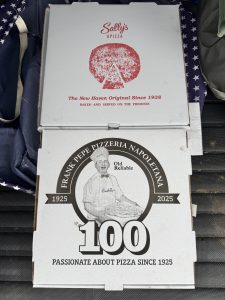 Sally's
APIZZA
The New Haven Original Since 1938
BAKED AND SERVED ON THE PREMISES
FRANK PEPE PIZZERIA NAPOLETANA
Old
Reliable
1925
2025
100
PASSIONATE ABOUT PIZZA SINCE 1925